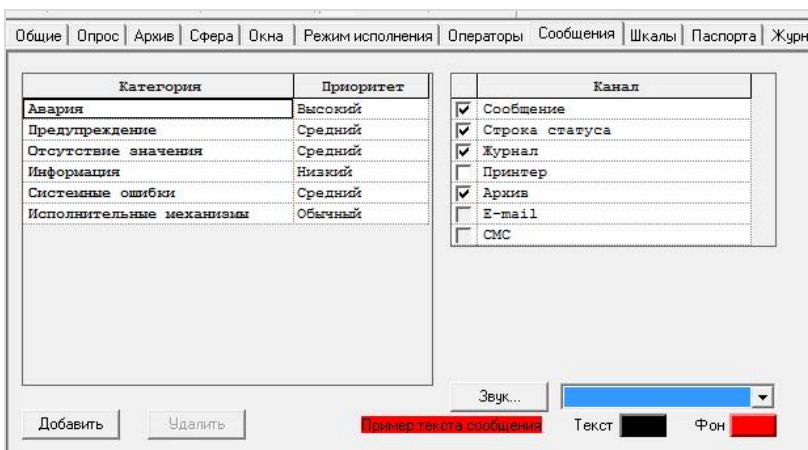 Общие Опрос Архив Сфера Окна Режим исполнения Операторы Сообщения Шкалы Паспорта Журн
Категория Приоритет
Авария Высокий
Предупреждение Средний
Отсутствие значения Средний
Информация Низкий
Системные ошибки Средний
Исполнительные механизмы Обычный
Канал
Сообщение
Строка статуса
Журнал
Принтер
Архив
E-mail
СМС
Звук...
Добавить Удалить Пример текста сообщения Текст Фон